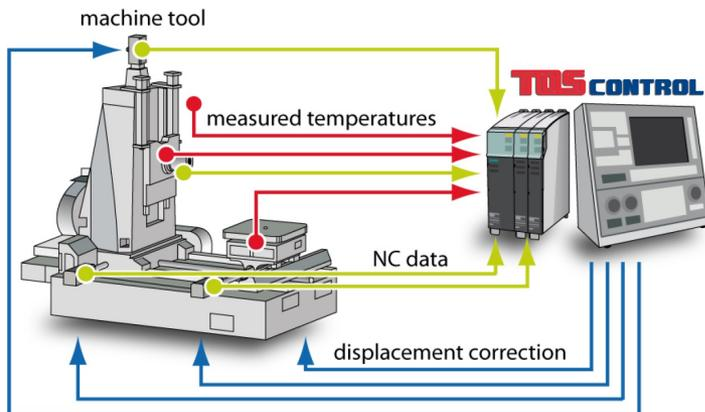 machine tool
TOS CONTROL
measured temperatures
NC data
displacement correction